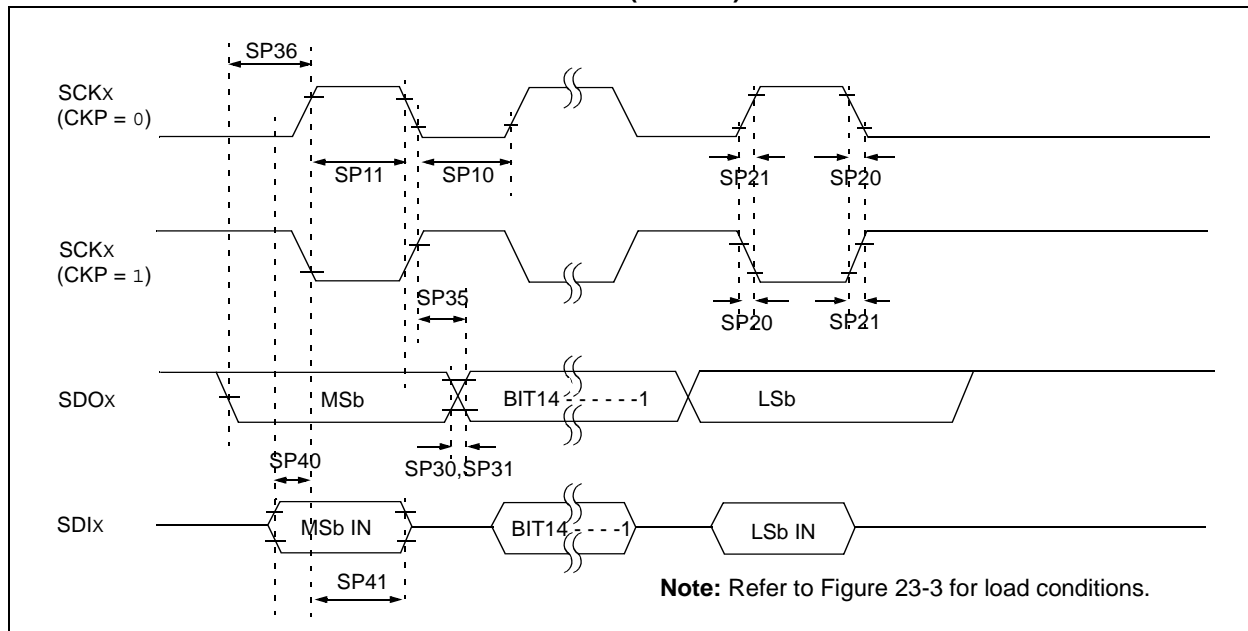 SP36
SCKx
(CKP = 0)
SP11
SP10
SP21
SP20
SCKx
(CKP = 1)
SP35
SP20
SP21
SDOx
MSb
BIT14 - - - - - -1
LSb
SP40
SP30,SP31
SDIx
MSb IN
BIT14 - - - -1
LSb IN
SP41
Note: Refer to Figure 23-3 for load conditions.